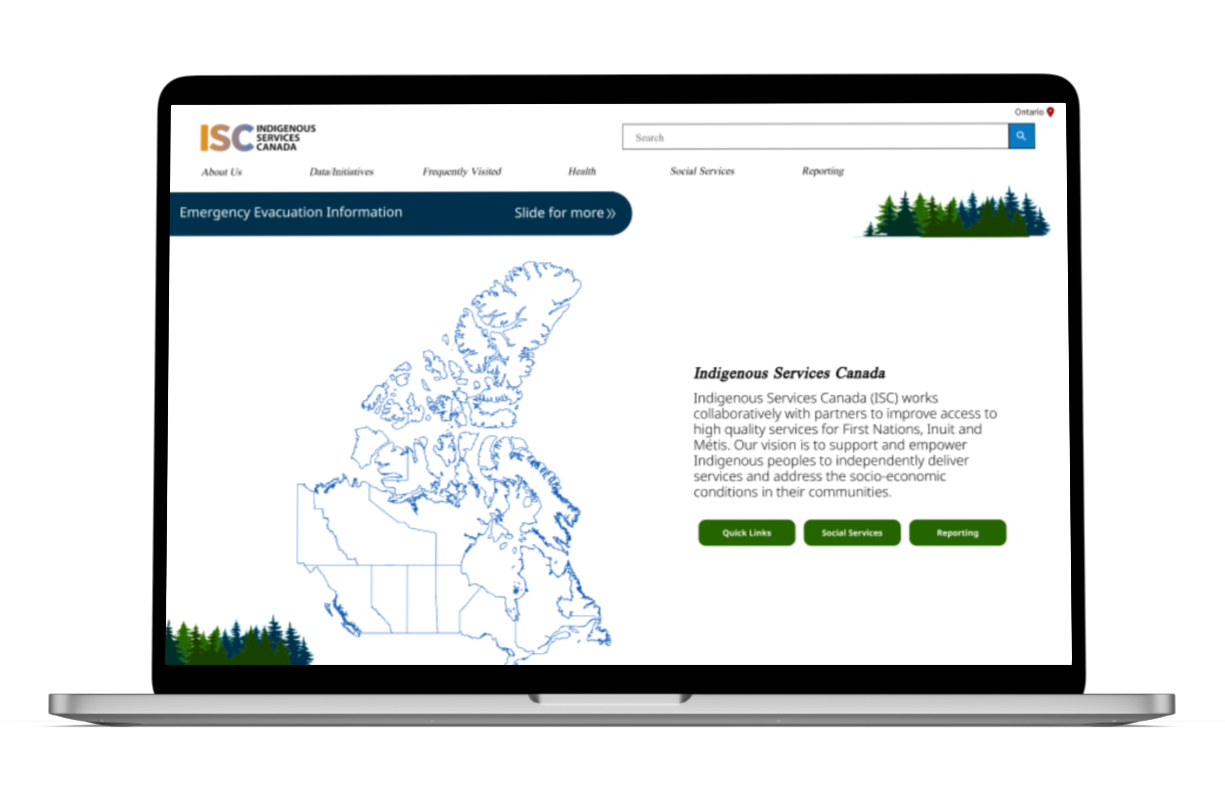 Ontario
ISC INDIGENOUS
SERVICES
CANADA
Search
About Us Data/Initiatives Frequently Visited Health Social Services Reporting
Emergency Evacuation Information Slide for more »
Indigenous Services Canada
Indigenous Services Canada (ISC) works
collaboratively with partners to improve access to
high quality services for First Nations, Inuit and
Métis. Our vision is to support and empower
Indigenous peoples to independently deliver
services and address the socio-economic
conditions in their communities.
Quick Links Social Services Reporting